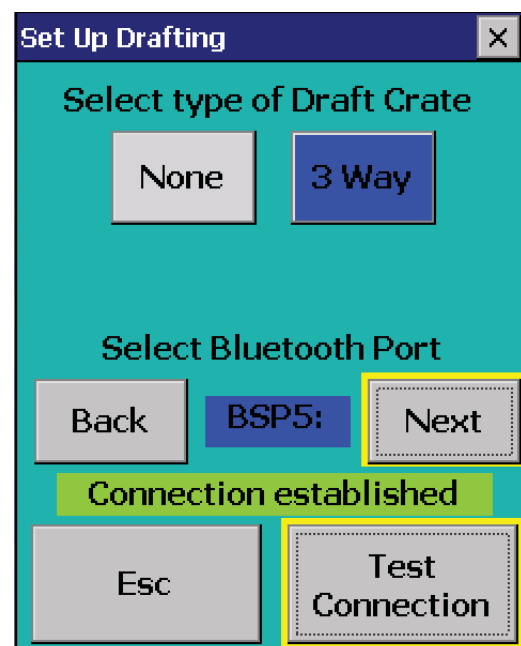 Set Up Drafting
Select type of Draft Crate
None 3 Way
Select Bluetooth Port
Back BSP5: Next
Connection established
Esc Test
Connection